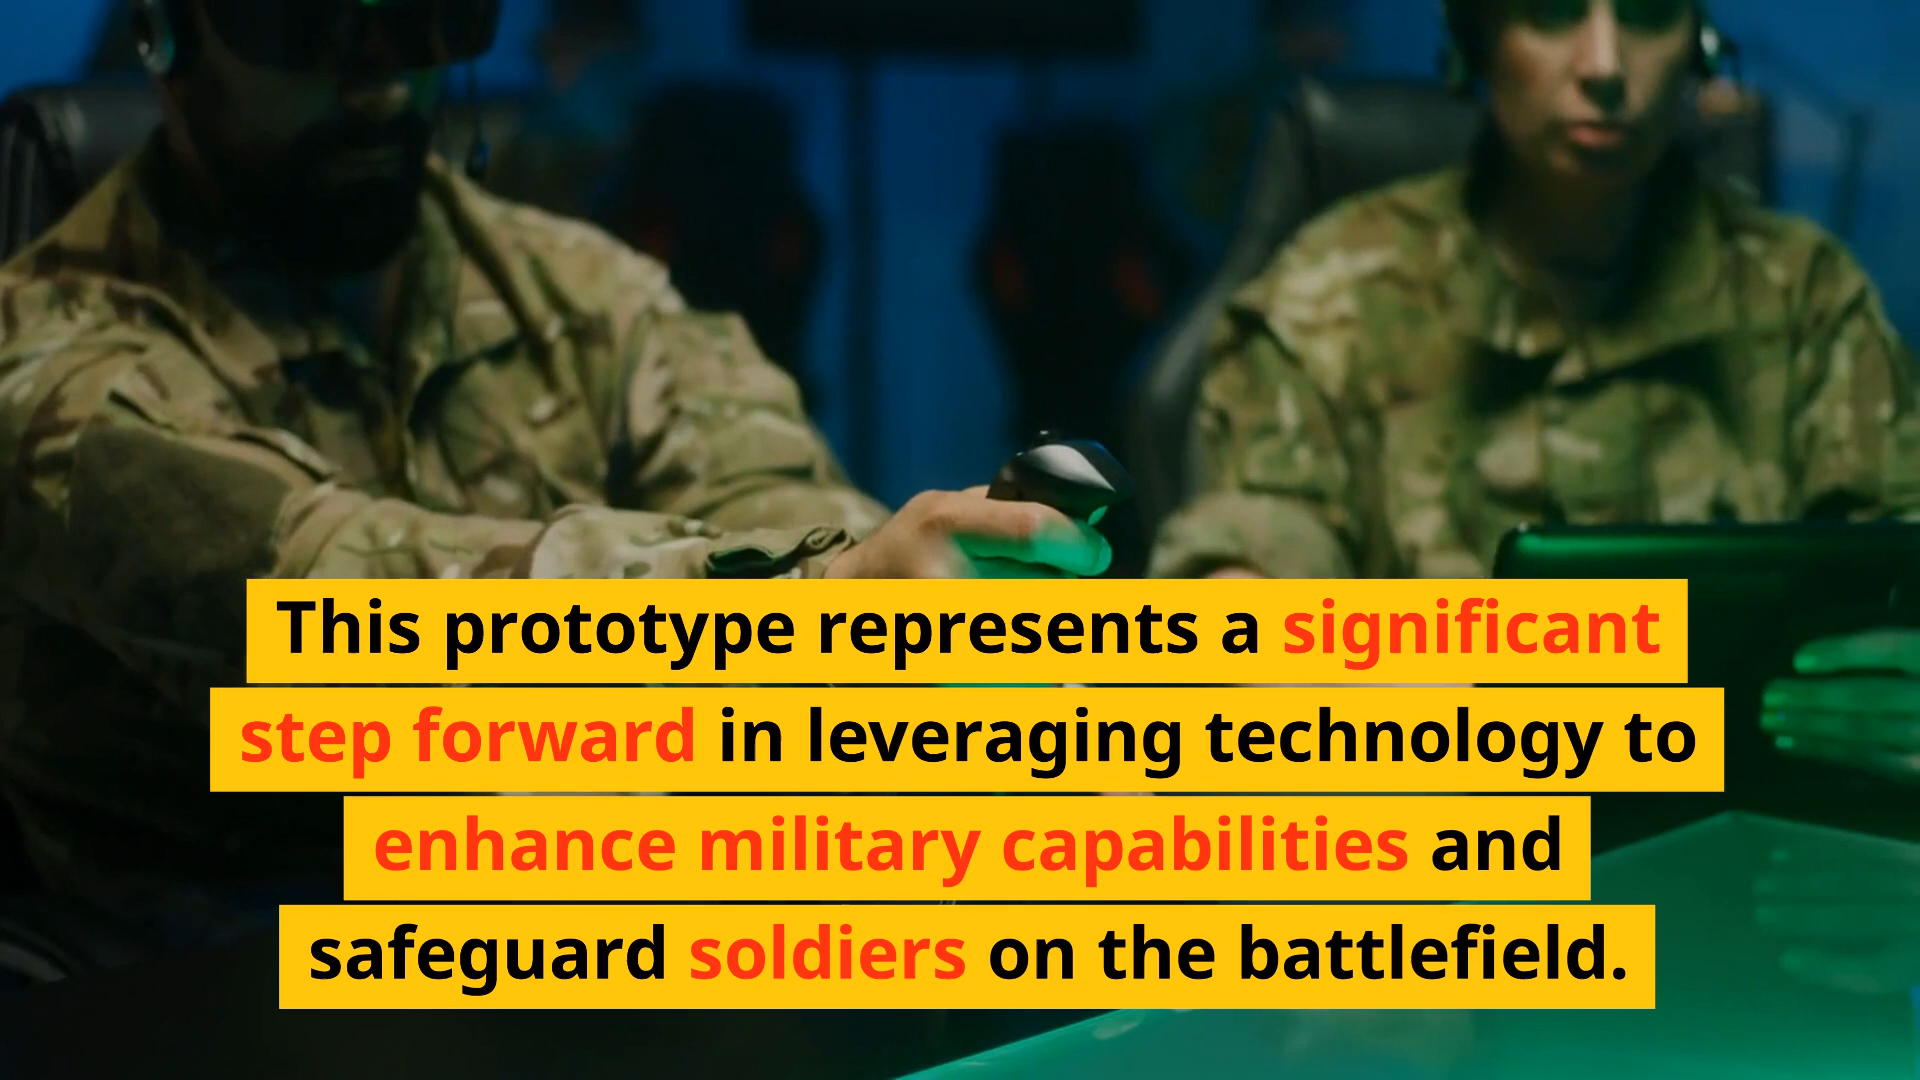 This prototype represents a significant
step forward in leveraging technology to
enhance military capabilities and
safeguard soldiers on the battlefield.